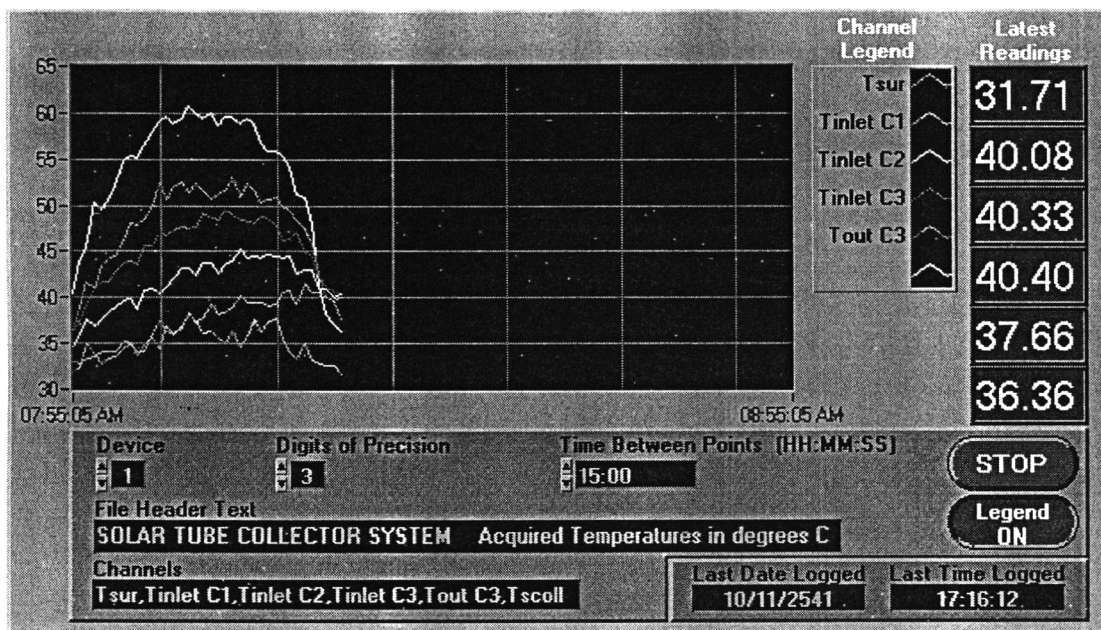 Channel Legend
Latest Readings
65
60
55
50
45
40
35
30
07:55:05 AM
08:55:05 AM
Tsur
Tinlet C1
Tinlet C2
Tinlet C3
Tout C3
31.71
40.08
40.33
40.40
37.66
36.36
Device
1
Digits of Precision
3
Time Between Points (HH:MM:SS)
15:00
STOP
File Header Text
SOLAR TUBE COLLECTOR SYSTEM Acquired Temperatures in degrees C
Legend
ON
Channels
Tsur,Tinlet C1,Tinlet C2,Tinlet C3,Tout C3,Tscoll
Last Date Logged
10/11/2541
Last Time Logged
17:16:12